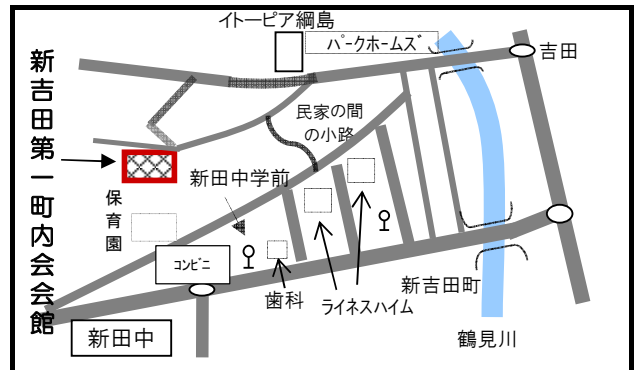 イトーピア綱島
パークホームズ
吉田
新吉田第一町内会会館
民家の間
の小路
新田中学前
保育園
コンビニ
歯科
ライネスハイム
新吉田町
新田中
鶴見川